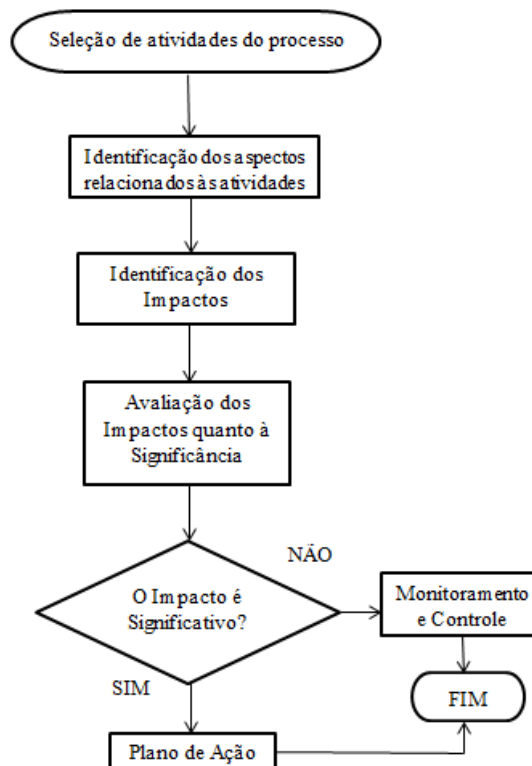 Seleção de atividades do processo
Identificação dos aspectos
relacionados às atividades
Identificação dos
Impactos
Avaliação dos
Impactos quanto à
Significância
O Impacto é
Significativo?
NÃO
Monitoramento
e Controle
SIM
FIM
Plano de Ação